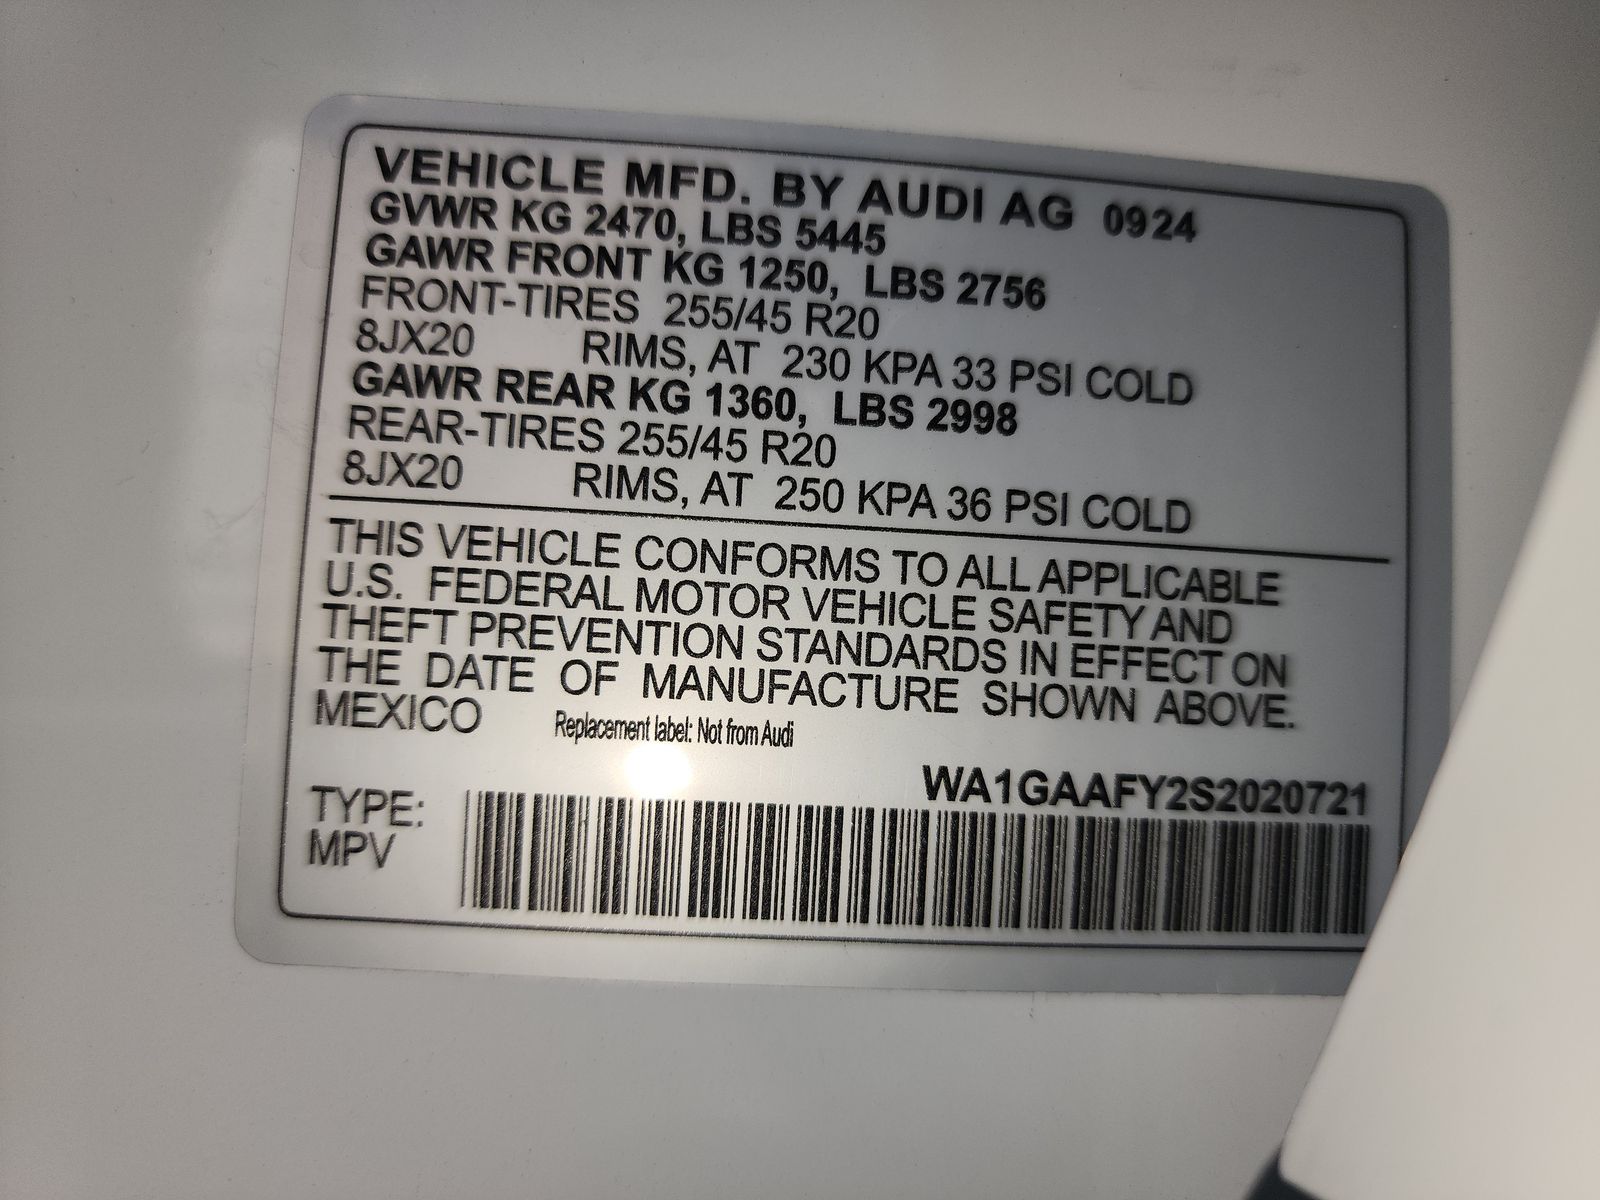 VEHICLE MFD. BY AUDI AG 0924
GVWR KG 2470, LBS 5445
GAWR FRONT KG 1250, LBS 2756
FRONT-TIRES 255/45 R20
8JX20 RIMS, AT 230 KPA 33 PSI COLD
GAWR REAR KG 1360, LBS 2998
REAR-TIRES 255/45 R20
8JX20 RIMS, AT 250 KPA 36 PSI COLD
THIS VEHICLE CONFORMS TO ALL APPLICABLE
U.S. FEDERAL MOTOR VEHICLE SAFETY AND
THEFT PREVENTION STANDARDS IN EFFECT ON
THE DATE OF MANUFACTURE SHOWN ABOVE.
MEXICO Replacement label: Not from Audi
WA1GAAFY2S2020721
TYPE:
MPV